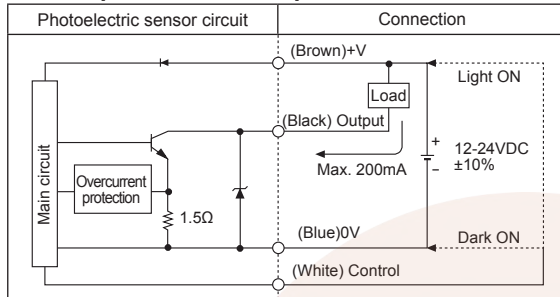 Photoelectric sensor circuit
Connection
(Brown)+V
Light ON
Load
(Black) Output
Main circuit
+
12-24VDC
±10%
Max. 200mA
-
Overcurrent
protection
1.5Ω
(Blue)0V
Dark ON
(White) Control